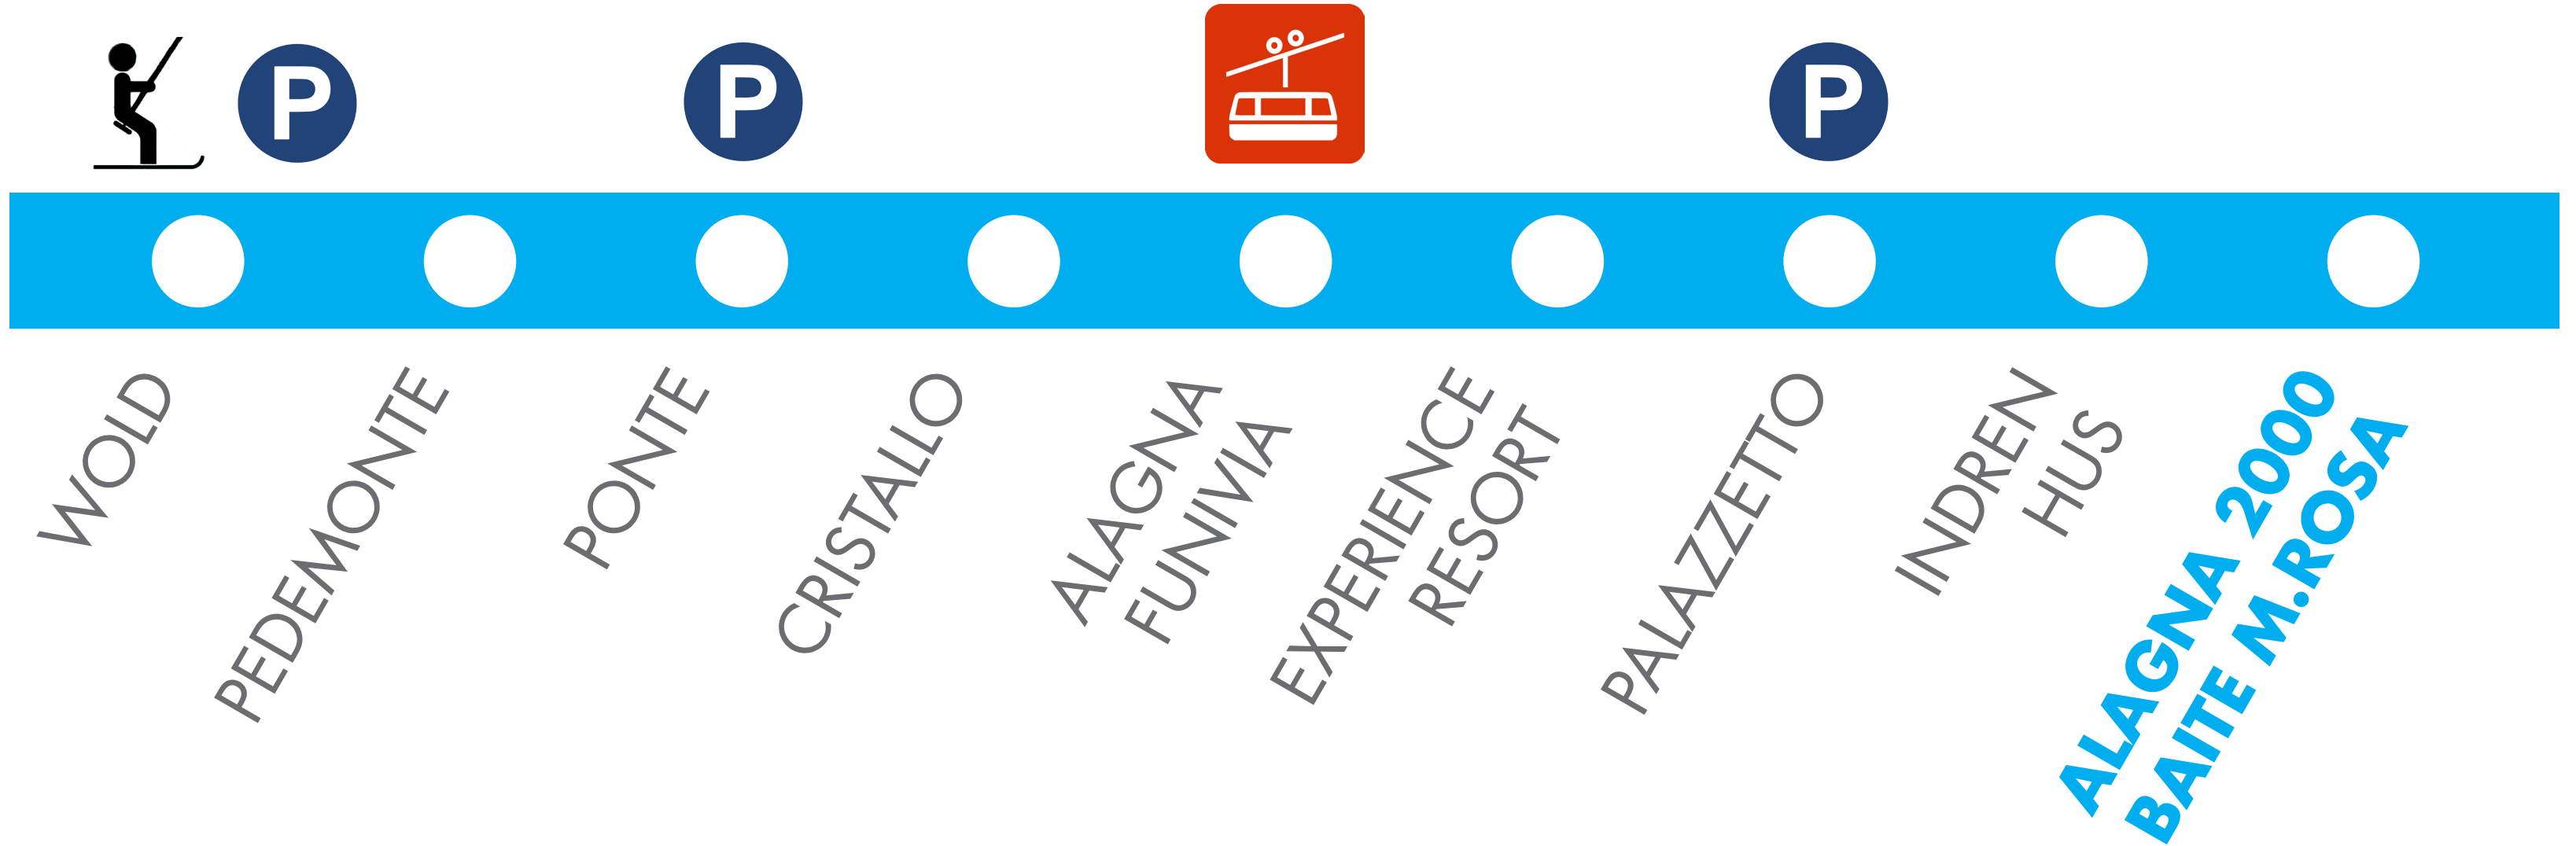 P
P
P
WOLD
PEDEMONTE
PONTE
CRISTALLO
ALAGNA
FUNIVIA
EXPERIENCE
RESORT
PALAZZETTO
INDREN
HUS
ALAGNA 2000
BAITE M.ROSA